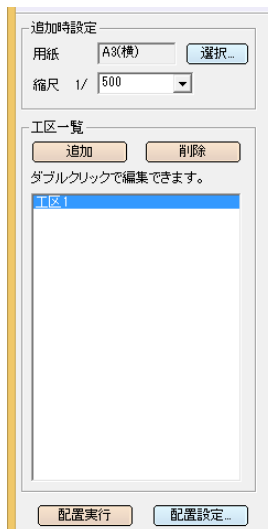 追加時設定
用紙 A3(横) 選択...
縮尺 1/ 500
工区一覧
追加 削除
ダブルクリックで編集できます。
工区1
配置実行 配置設定...